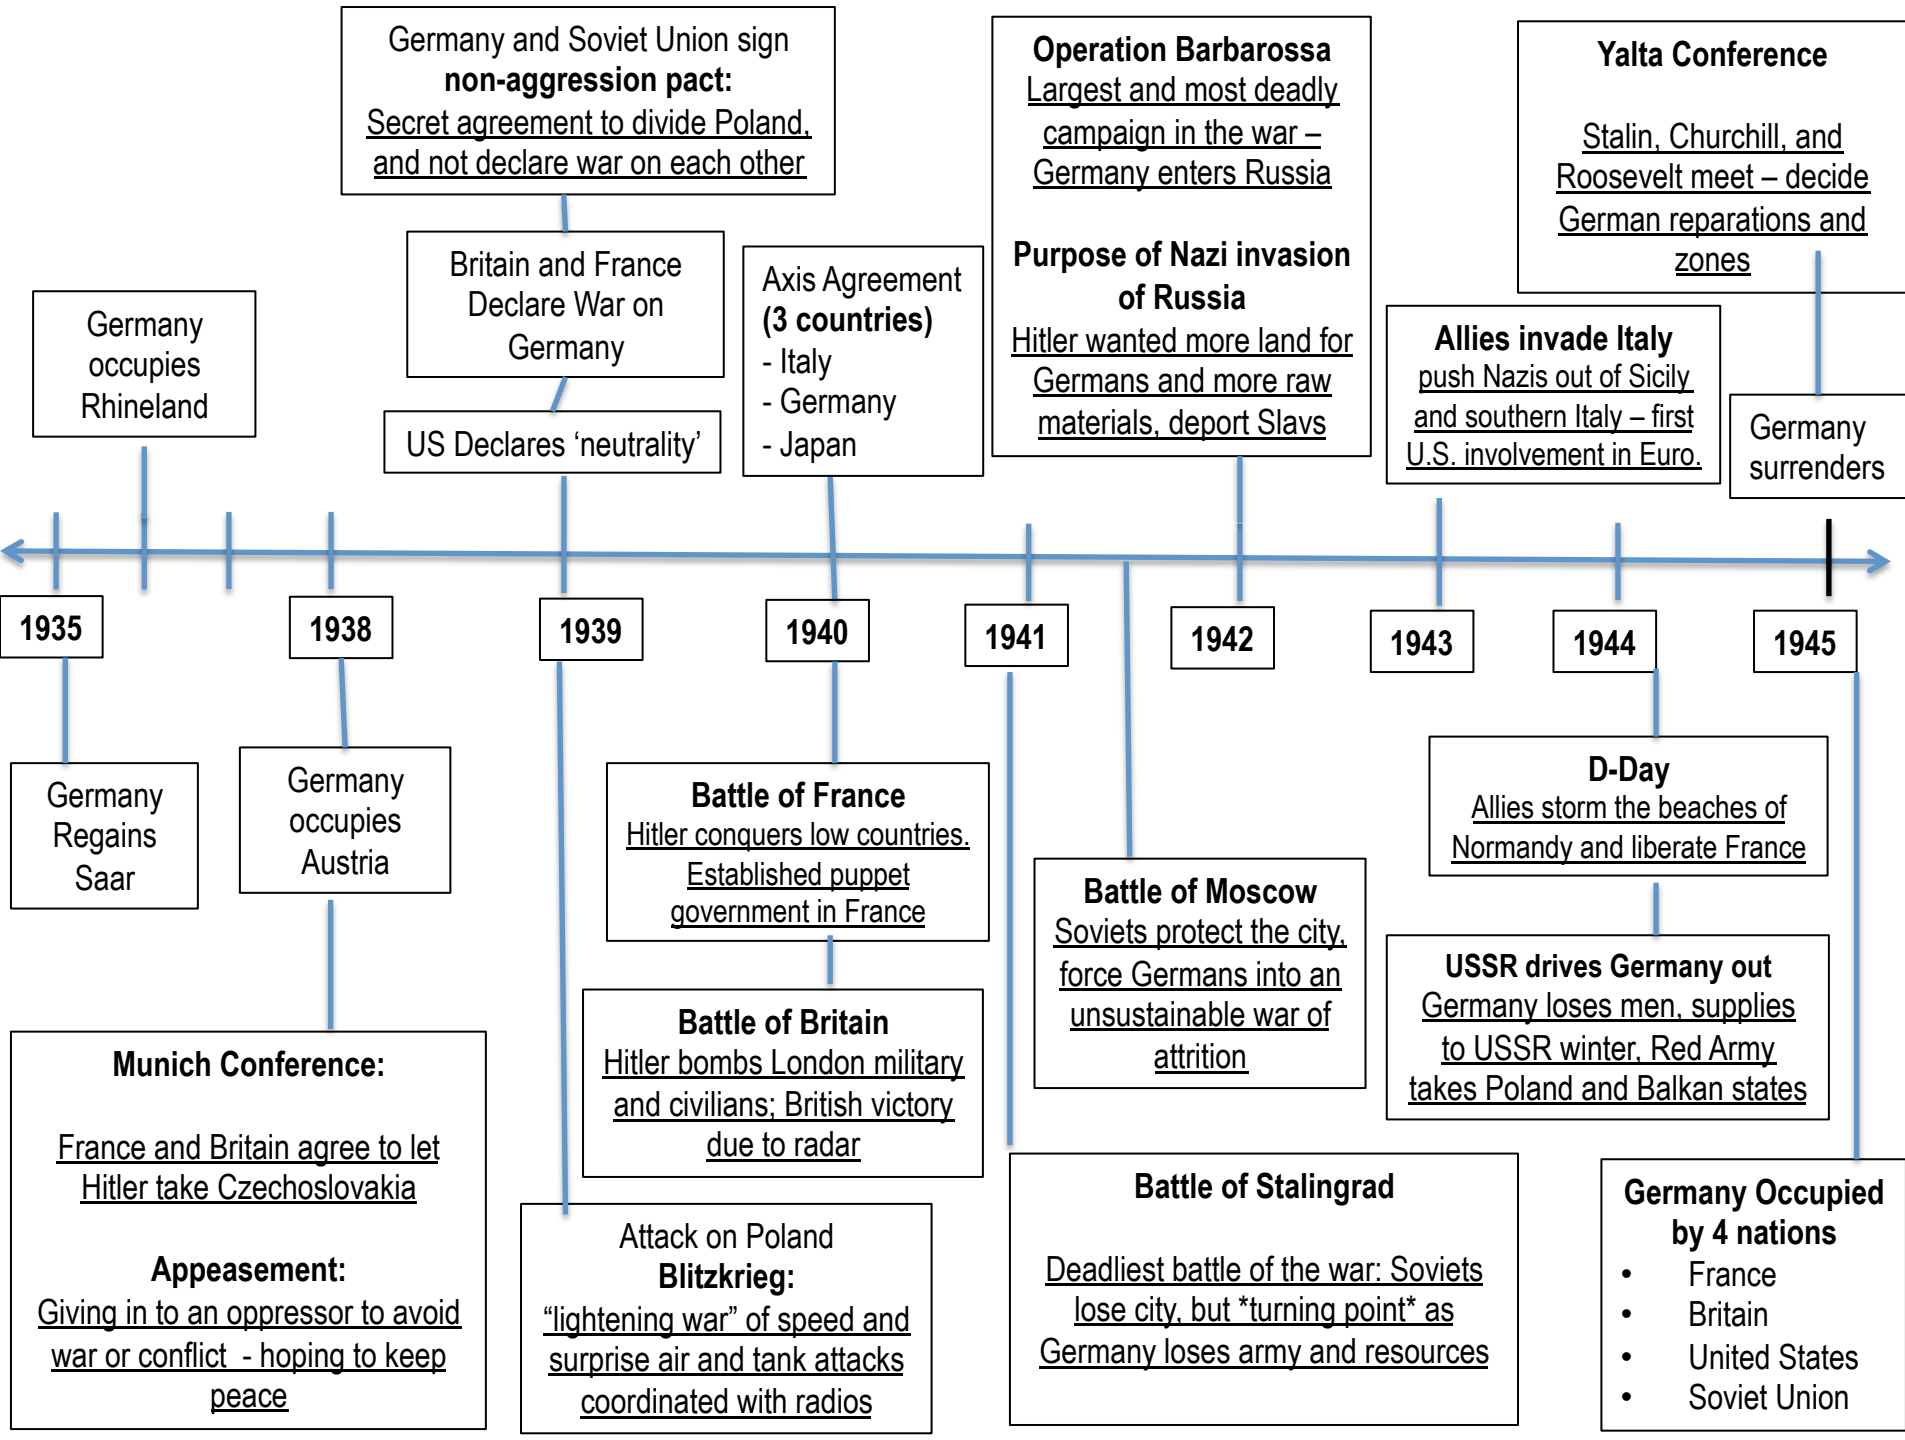 Germany and Soviet Union sign
non-aggression pact:
Secret agreement to divide Poland,
and not declare war on each other
Operation Barbarossa
Largest and most deadly
campaign in the war –
Germany enters Russia
Purpose of Nazi invasion
of Russia
Hitler wanted more land for
Germans and more raw
materials, deport Slavs
Yalta Conference
Stalin, Churchill, and
Roosevelt meet – decide
German reparations and
zones
Germany
occupies
Rhineland
Britain and France
Declare War on
Germany
US Declares ‘neutrality’
Axis Agreement
(3 countries)
- Italy
- Germany
- Japan
Allies invade Italy
push Nazis out of Sicily
and southern Italy – first
U.S. involvement in Euro.
Germany
surrenders
1935
1938
1939
1940
1941
1942
1943
1944
1945
Germany
Regains
Saar
Germany
occupies
Austria
Battle of France
Hitler conquers low countries.
Established puppet
government in France
Battle of Moscow
Soviets protect the city,
force Germans into an
unsustainable war of
attrition
D-Day
Allies storm the beaches of
Normandy and liberate France
USSR drives Germany out
Germany loses men, supplies
to USSR winter, Red Army
takes Poland and Balkan states
Munich Conference:
France and Britain agree to let
Hitler take Czechoslovakia
Appeasement:
Giving in to an oppressor to avoid
war or conflict  - hoping to keep
peace
Battle of Britain
Hitler bombs London military
and civilians; British victory
due to radar
Attack on Poland
Blitzkrieg:
“lightening war” of speed and
surprise air and tank attacks
coordinated with radios
Battle of Stalingrad
Deadliest battle of the war: Soviets
lose city, but *turning point* as
Germany loses army and resources
Germany Occupied
by 4 nations
• France
• Britain
• United States
• Soviet Union